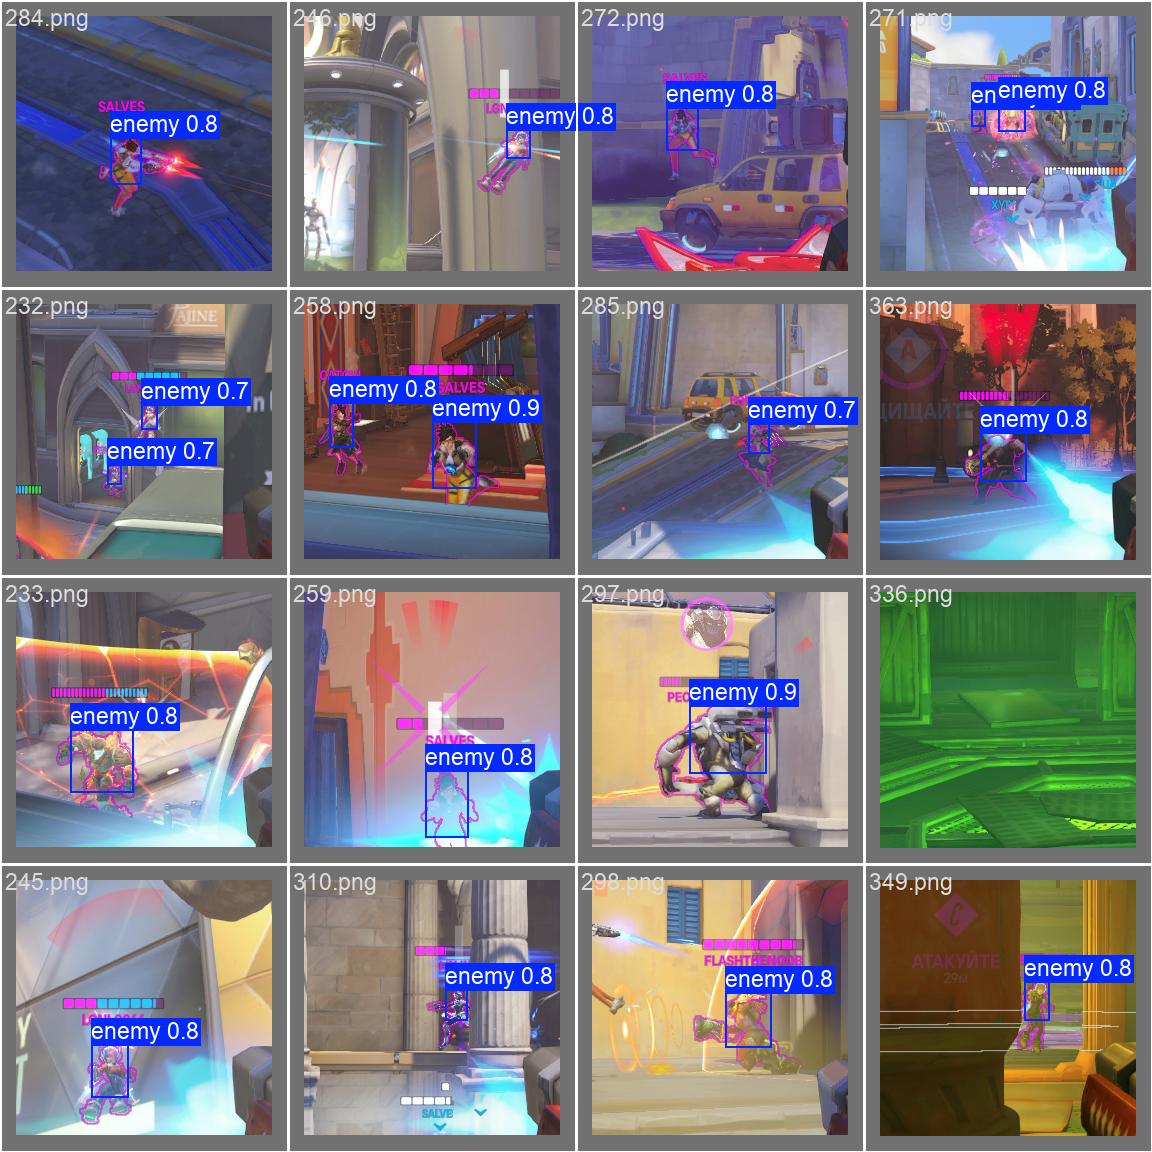 284.png
SALVES
enemy 0.8
246.png
enemy 0.8
272.png
SALVES
enemy 0.8
271.png
en
enemy 0.8
232.png
AJINE
enemy 0.7
enemy 0.7
258.png
enemy 0.8
SALVES
enemy 0.9
285.png
enemy 0.7
363.png
A
ЦИЩАЙТЕ
enemy 0.8
233.png
enemy 0.8
259.png
SALVES
enemy 0.8
297.png
enemy 0.9
336.png
245.png
enemy 0.8
310.png
enemy 0.8
SALVE
298.png
FLASHTHENOOB
enemy 0.8
349.png
C
АТАКУЙТЕ
29м
enemy 0.8